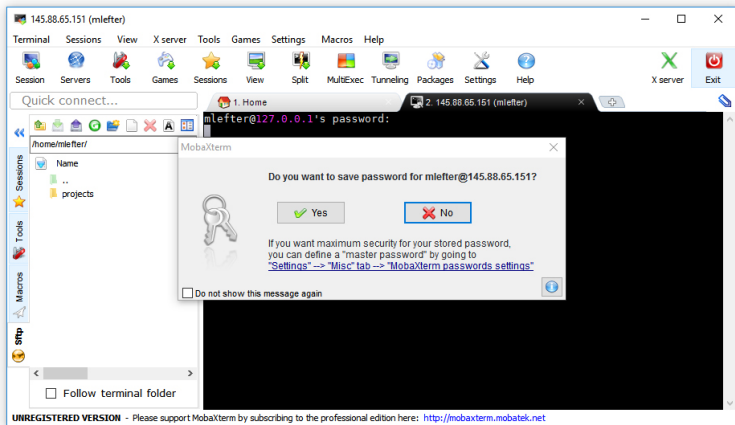 145.88.65.151 (mlefter)
Terminal Sessions View X server Tools Games Settings Macros Help
Session Servers Tools Games Sessions View Split MultiExec Tunneling Packages Settings Help X server Exit
Quick connect...
1. Home
2. 145.88.65.151 (mlefter)
/home/mlefter/
Name
..
projects
Sessions
Tools
Macros
Sftp
mlefter@127.0.0.1's password:
MobaXterm
Do you want to save password for mlefter@145.88.65.151?
Yes
No
If you want maximum security for your stored password,
you can define a "master password" by going to
"Settings" --> "Misc" tab --> "MobaXterm passwords settings"
Do not show this message again
Follow terminal folder
UNREGISTERED VERSION - Please support MobaXterm by subscribing to the professional edition here: http://mobaxterm.mobatek.net